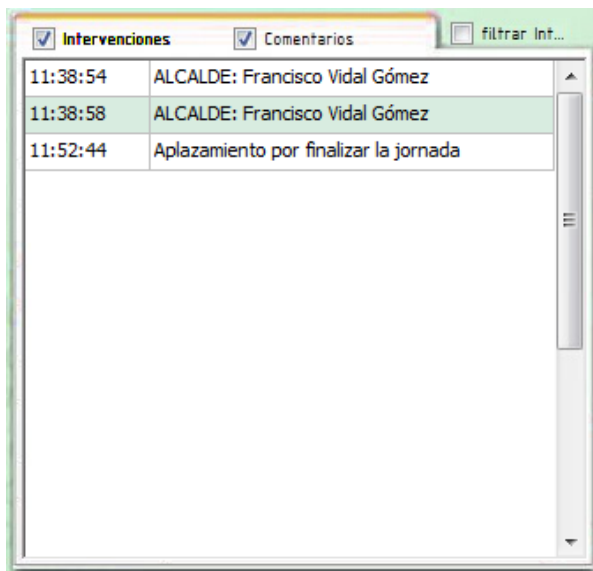 Intervenciones Comentarios filtrar Int...
11:38:54 ALCALDE: Francisco Vidal Gómez
11:38:58 ALCALDE: Francisco Vidal Gómez
11:52:44 Aplazamiento por finalizar la jornada